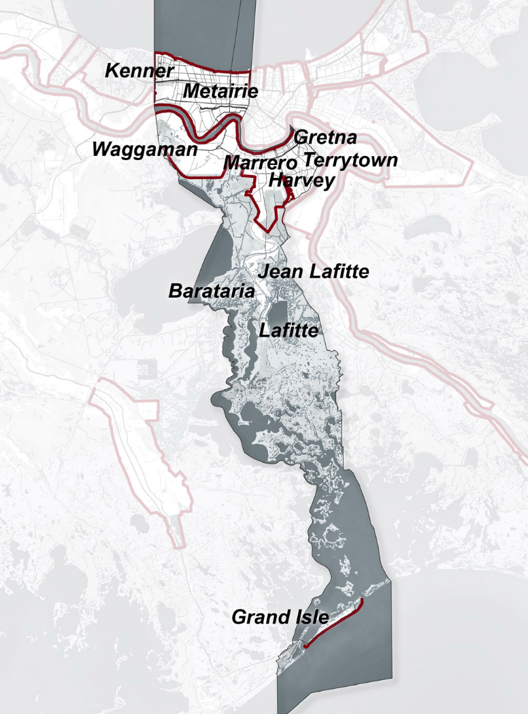 Kenner
Metairie
Gretna
Waggaman
Marrero
Terrytown
Harvey
Jean Lafitte
Barataria
Lafitte
Grand Isle